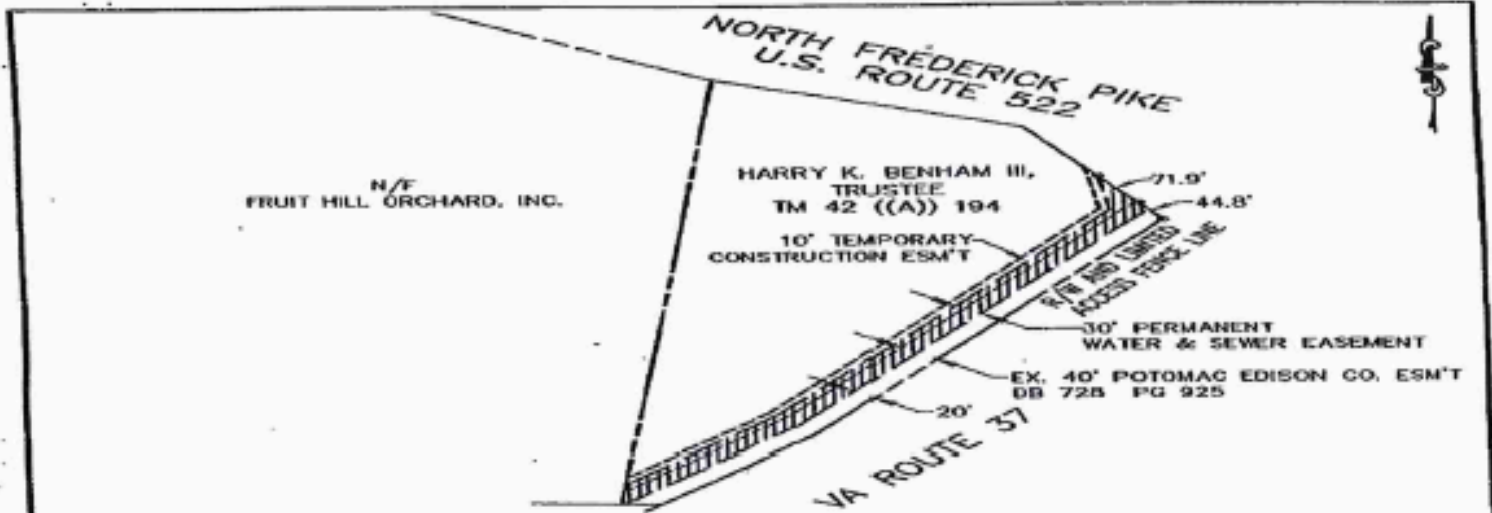 NORTH FREDERICK PIKE
U.S. ROUTE 522
N/F
FRUIT HILL ORCHARD, INC.
HARRY K. BENHAM III,
TRUSTEE
TM 42 ((A)) 194
71.9'
44.8'
10' TEMPORARY
CONSTRUCTION ESM'T
R/W AND LIMITED
ACCESS FENCE LINE
30' PERMANENT
WATER & SEWER EASEMENT
EX. 40' POTOMAC EDISON CO. ESM'T
DB 728 PG 925
20'
VA ROUTE 37